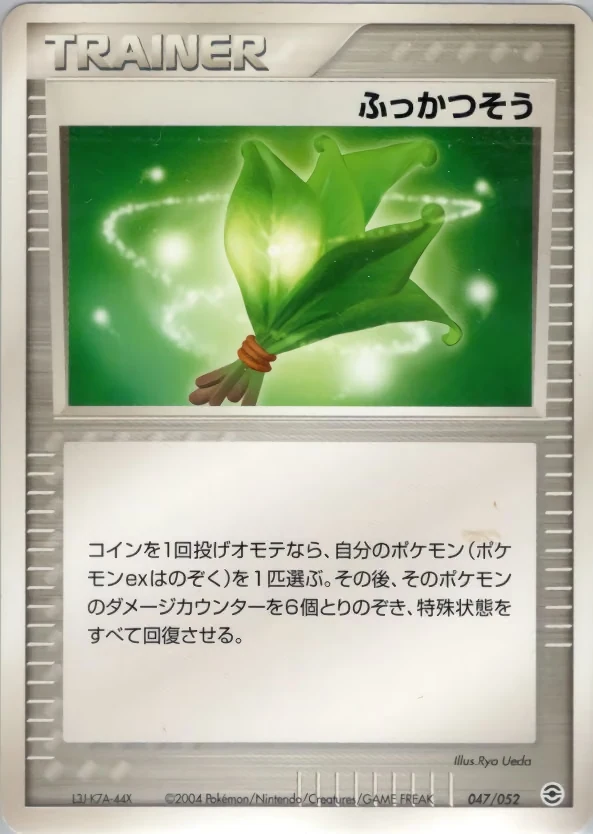 TRAINER
ふっかつそう
コインを1回投げオモテなら、自分のポケモン（ポケ
モンexはのぞく）を1匹選ぶ。その後、そのポケモン
のダメージカウンターを6個とりのぞき、特殊状態を
すべて回復させる。
Illus. Ryo Ueda
L3J-K7A-44X ©2004 Pokémon/Nintendo/Creatures/GAME FREAK 047/052